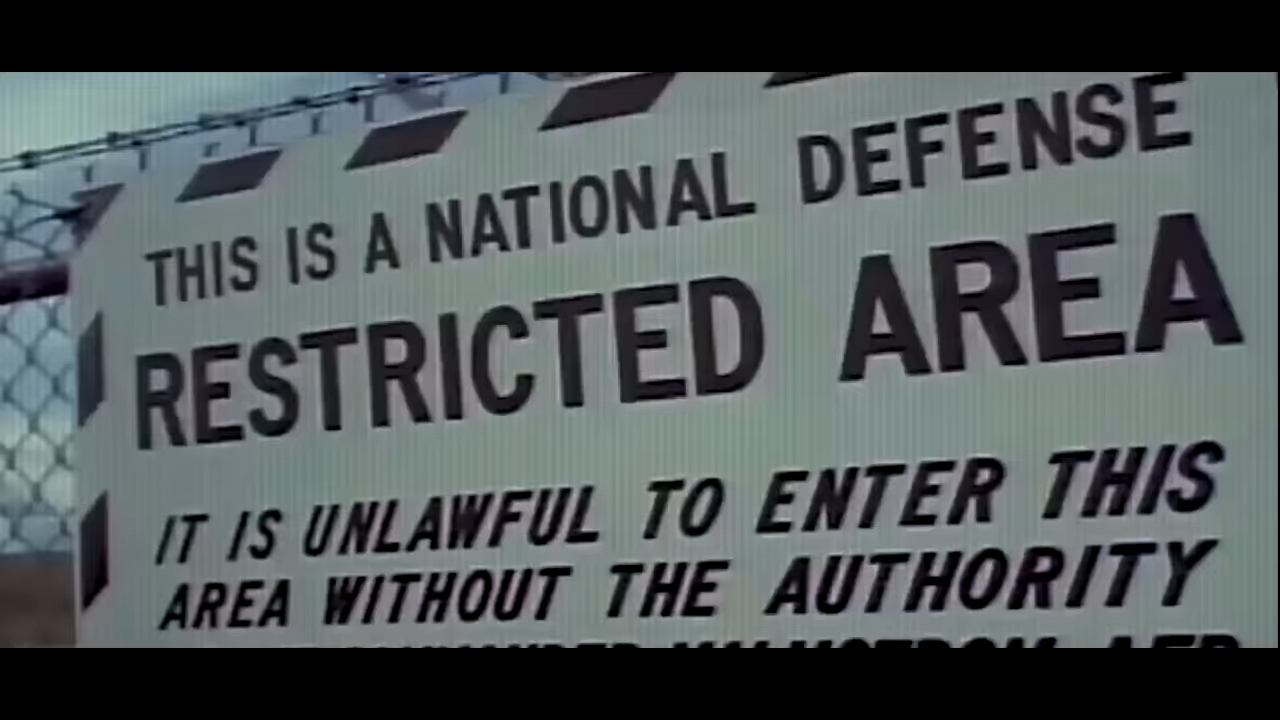 THIS IS A NATIONAL DEFENSE
RESTRICTED AREA
IT IS UNLAWFUL TO ENTER THIS
AREA WITHOUT THE AUTHORITY